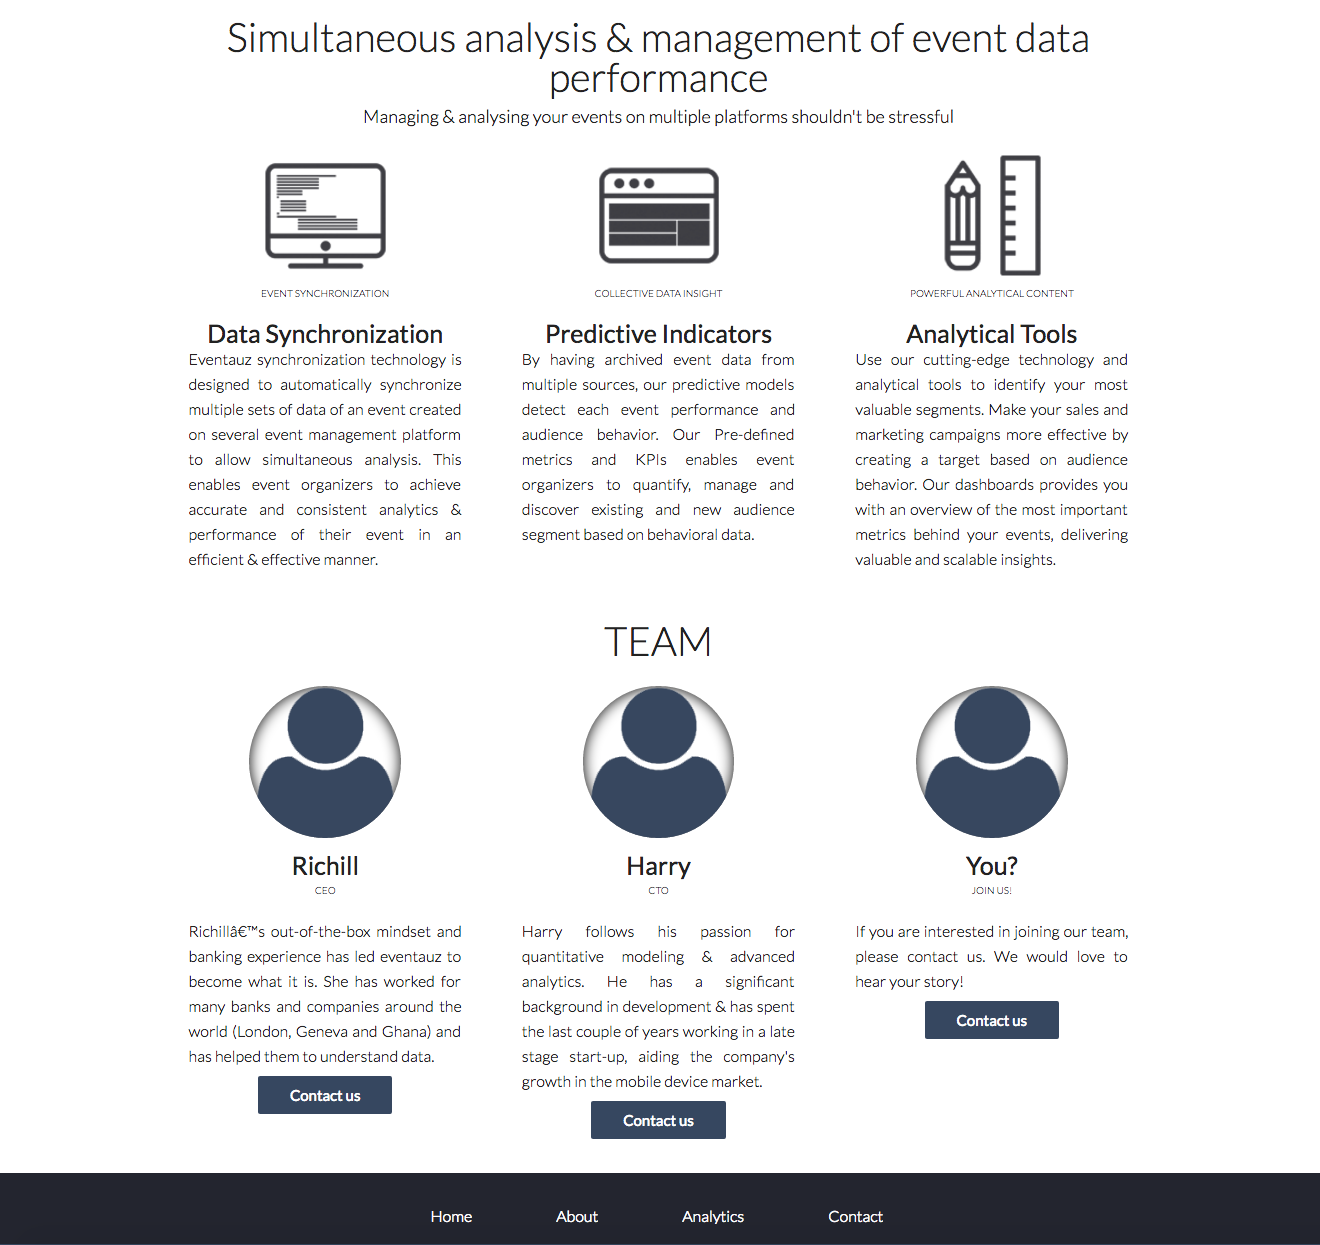 Simultaneous analysis & management of event data
performance
Managing & analysing your events on multiple platforms shouldn't be stressful
EVENT SYNCHRONIZATION
Data Synchronization
Eventauz synchronization technology is
designed to automatically synchronize
multiple sets of data of an event created
on several event management platform
to allow simultaneous analysis. This
enables event organizers to achieve
accurate and consistent analytics &
performance of their event in an
efficient & effective manner.
COLLECTIVE DATA INSIGHT
Predictive Indicators
By having archived event data from
multiple sources, our predictive models
detect each event performance and
audience behavior. Our Pre-defined
metrics and KPIs enables event
organizers to quantify, manage and
discover existing and new audience
segment based on behavioral data.
POWERFUL ANALYTICAL CONTENT
Analytical Tools
Use our cutting-edge technology and
analytical tools to identify your most
valuable segments. Make your sales and
marketing campaigns more effective by
creating a target based on audience
behavior. Our dashboards provides you
with an overview of the most important
metrics behind your events, delivering
valuable and scalable insights.
TEAM
Richill
CEO
Richillâ€™s out-of-the-box mindset and
banking experience has led eventauz to
become what it is. She has worked for
many banks and companies around the
world (London, Geneva and Ghana) and
has helped them to understand data.
Contact us
Harry
CTO
Harry follows his passion for
quantitative modeling & advanced
analytics. He has a significant
background in development & has spent
the last couple of years working in a late
stage start-up, aiding the company's
growth in the mobile device market.
Contact us
You?
JOIN US!
If you are interested in joining our team,
please contact us. We would love to
hear your story!
Contact us
Home About Analytics Contact